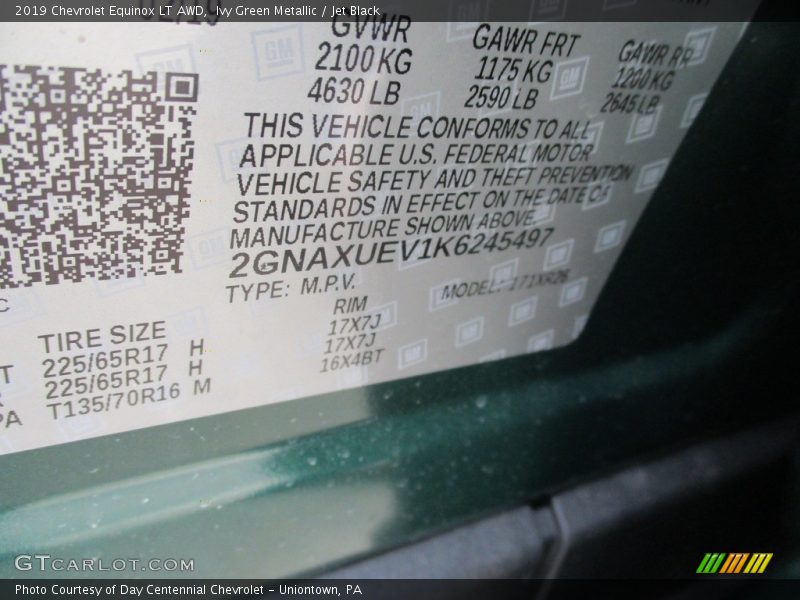 2019 Chevrolet Equinox LT AWD, Ivy Green Metallic / Jet Black
02/19
GVWR GAWR FRT GAWR RR
2100 KG 1175 KG 1200 KG
4630 LB 2590 LB 2645 LB
THIS VEHICLE CONFORMS TO ALL
APPLICABLE U.S. FEDERAL MOTOR
VEHICLE SAFETY AND THEFT PREVENTION
STANDARDS IN EFFECT ON THE DATE OF
MANUFACTURE SHOWN ABOVE.
2GNAXUEV1K6245497
TYPE: M.P.V. MODEL: 171XR26
TIRE SIZE RIM
225/65R17 H 17X7J
225/65R17 H 17X7J
T135/70R16 M 16X4BT
GTCARLOT.COM
Photo Courtesy of Day Centennial Chevrolet - Uniontown, PA